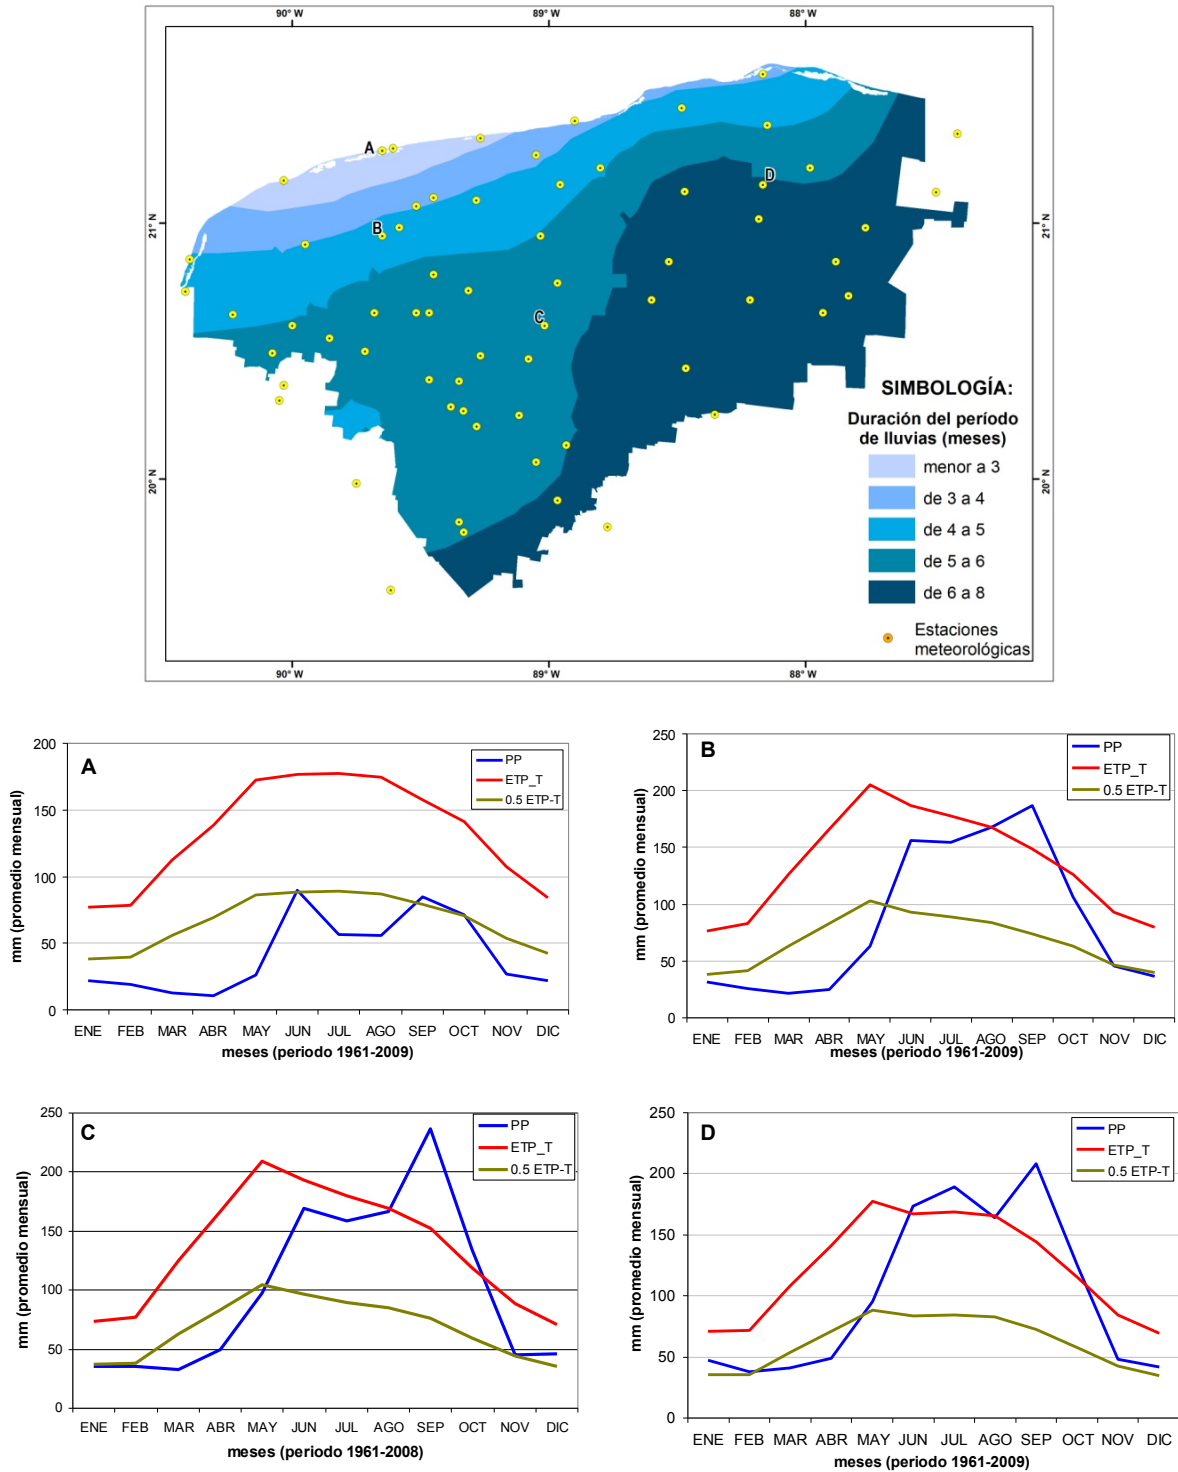 90° W
89° W
88° W
A
D
B
21° N
21° N
C
SIMBOLOGÍA:
Duración del período
de lluvias (meses)
menor a 3
de 3 a 4
20° N
20° N
de 4 a 5
de 5 a 6
de 6 a 8
Estaciones
meteorológicas
90° W
89° W
88° W
A
PP
ETP_T
0.5 ETP-T
200
150
100
50
0
mm (promedio mensual)
ENE FEB MAR ABR MAY JUN JUL AGO SEP OCT NOV DIC
meses (periodo 1961-2009)
B
PP
ETP_T
0.5 ETP-T
250
200
150
100
50
0
mm (promedio mensual)
ENE FEB MAR ABR MAY JUN JUL AGO SEP OCT NOV DIC
meses (periodo 1961-2009)
C
PP
ETP_T
0.5 ETP-T
250
200
150
100
50
0
mm (promedio mensual)
ENE FEB MAR ABR MAY JUN JUL AGO SEP OCT NOV DIC
meses (periodo 1961-2008)
D
PP
ETP_T
0.5 ETP-T
250
200
150
100
50
0
mm (promedio mensual)
ENE FEB MAR ABR MAY JUN JUL AGO SEP OCT NOV DIC
meses (periodo 1961-2009)